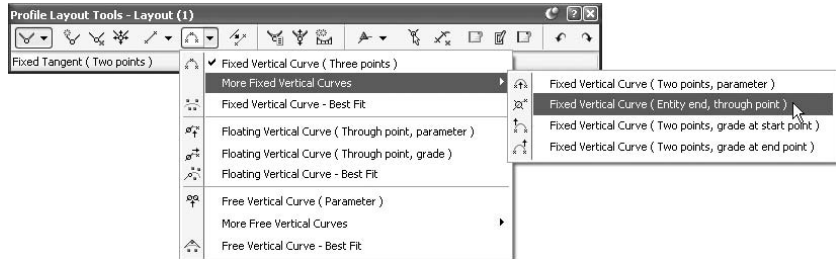 Profile Layout Tools - Layout (1)
Fixed Tangent ( Two points )
Fixed Vertical Curve ( Three points )
More Fixed Vertical Curves
Fixed Vertical Curve - Best Fit
Floating Vertical Curve ( Through point, parameter )
Floating Vertical Curve ( Through point, grade )
Floating Vertical Curve - Best Fit
Free Vertical Curve ( Parameter )
More Free Vertical Curves
Free Vertical Curve - Best Fit
Fixed Vertical Curve ( Two points, parameter )
Fixed Vertical Curve ( Entity end, through point )
Fixed Vertical Curve ( Two points, grade at start point )
Fixed Vertical Curve ( Two points, grade at end point )